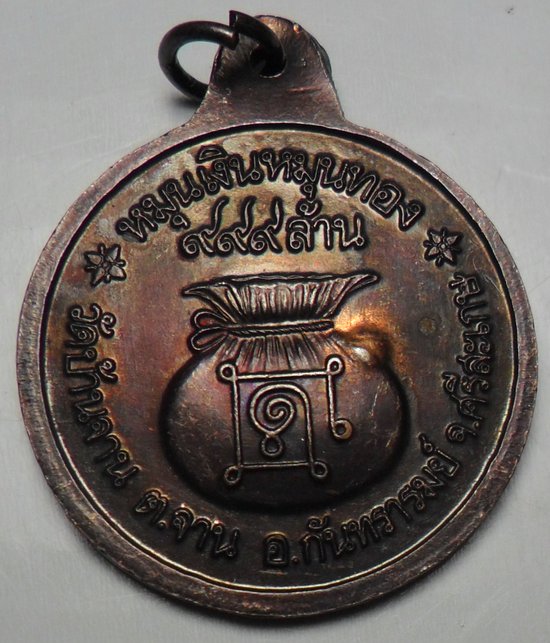 หมุนเงินหมุนทอง
๙๙๙ล้าน
วัดบ้านจาน ต.จาน อ.กันทรารมย์ จ.ศรีสะเกษ